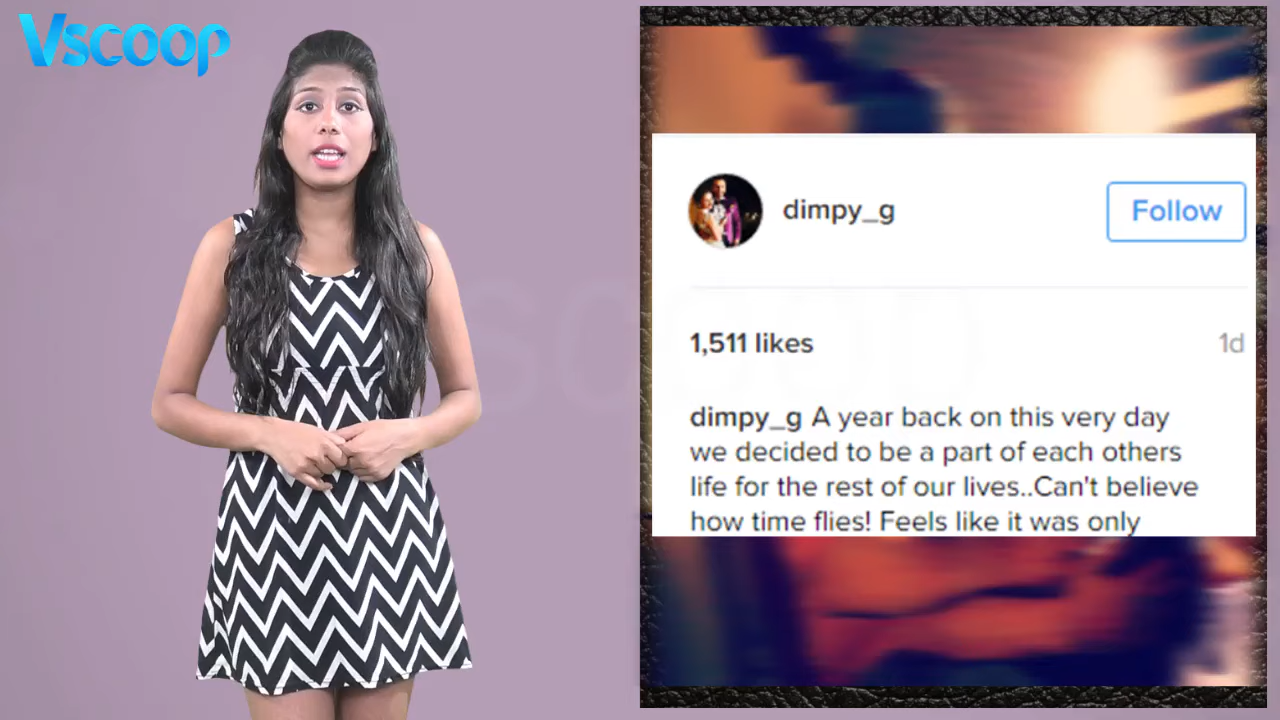 Vscoop
dimpy_g
Follow
1,511 likes
1d
dimpy_g A year back on this very day
we decided to be a part of each others
life for the rest of our lives..Can't believe
how time flies! Feels like it was only